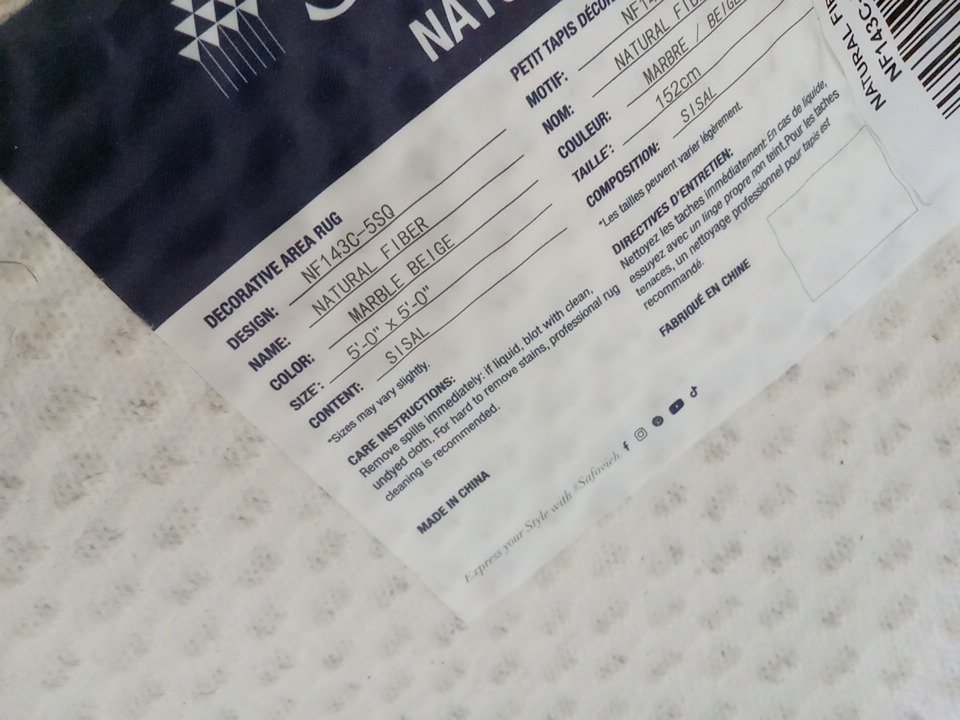 DECORATIVE AREA RUG
DESIGN: NF143C-5SQ
NAME: NATURAL FIBER
COLOR: MARBLE BEIGE
SIZE*: 5'-0" x 5'-0"
CONTENT: SISAL
*Sizes may vary slightly.
CARE INSTRUCTIONS:
Remove spills immediately: if liquid, blot with clean,
undyed cloth. For hard to remove stains, professional rug
cleaning is recommended.
MADE IN CHINA
PETIT TAPIS
MOTIF:
NOM: NATURAL
COULEUR: MARBRE / BEIGE
TAILLE*: 152cm
COMPOSITION: SISAL
*Les tailles peuvent varier légèrement.
DIRECTIVES D'ENTRETIEN:
Nettoyez les taches immédiatement: En cas de liquide,
essuyez avec un linge propre non teint.Pour les taches
tenaces, un nettoyage professionnel pour tapis est
recommandé.
FABRIQUÉ EN CHINE
Express your Style with #Safavieh
NATURAL
NF143C-